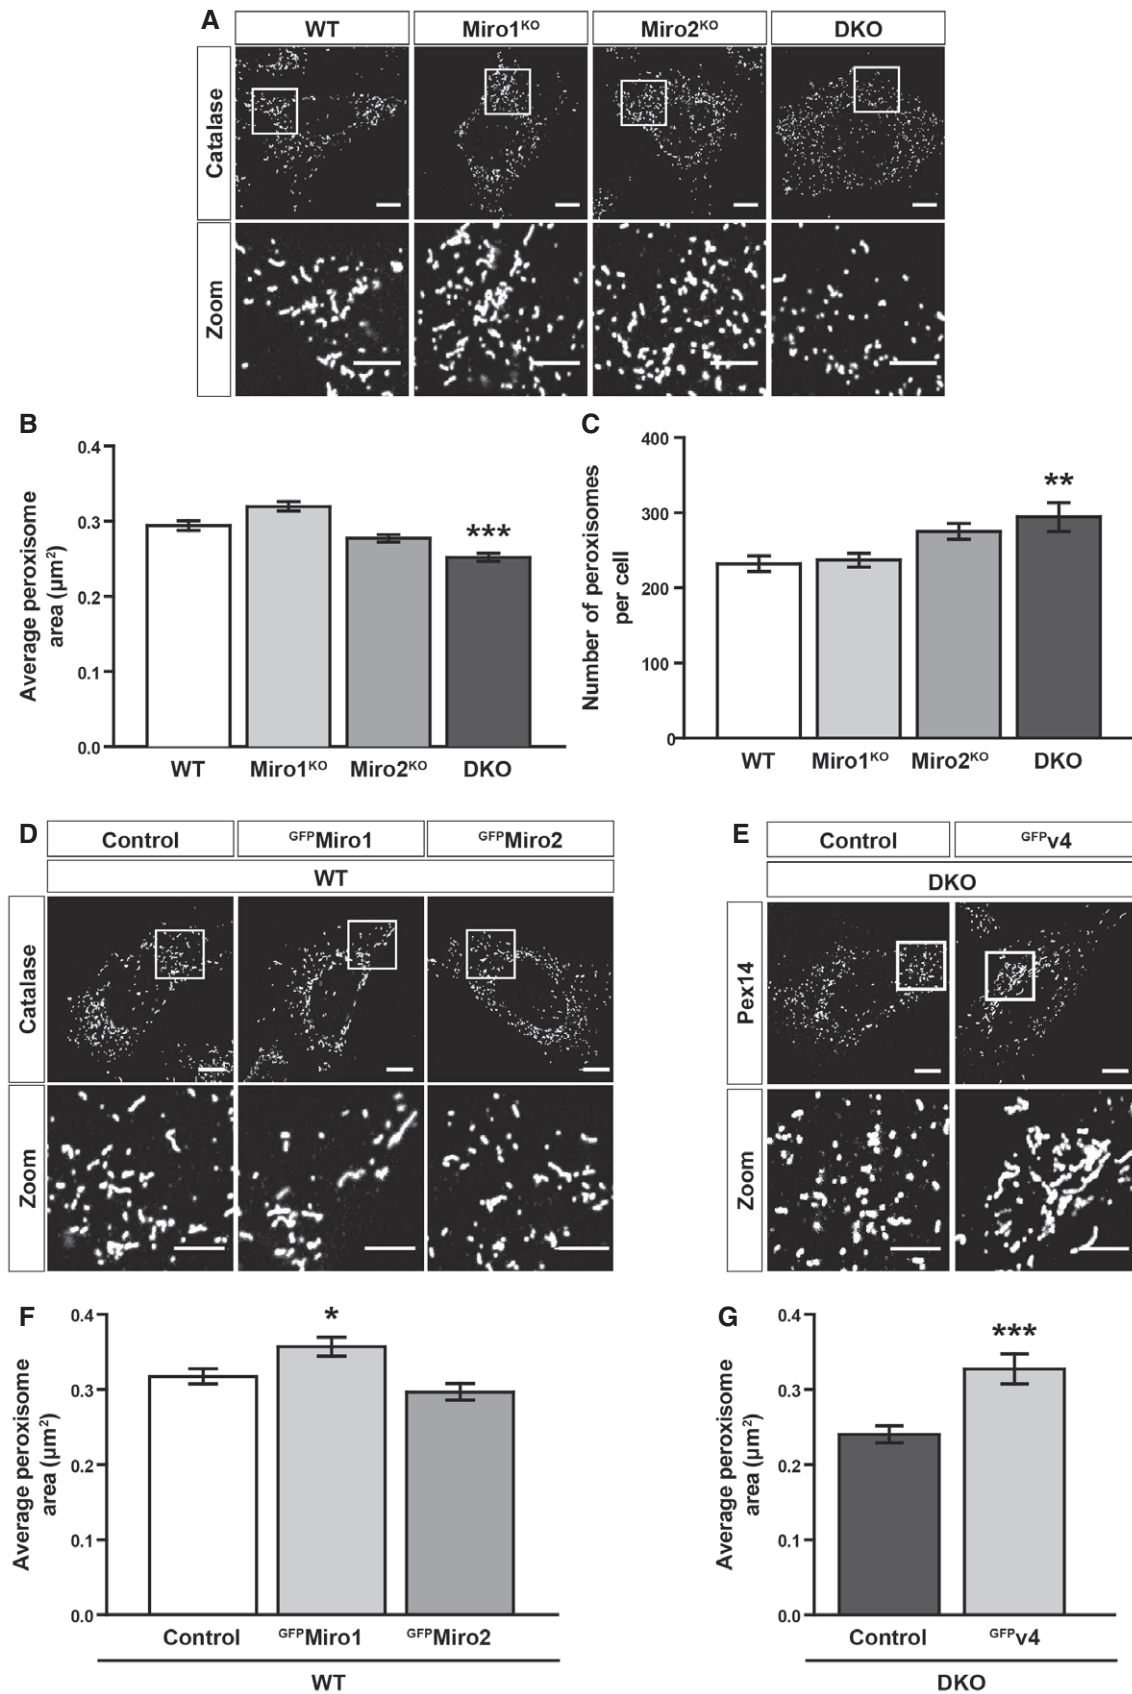 A
WT Miro1KO Miro2KO DKO
Catalase
Zoom
B
Average peroxisome
area (µm2)
0.4
0.3
0.2
0.1
0.0
***
WT Miro1KO Miro2KO DKO
C
Number of peroxisomes
per cell
400
300
200
100
0
**
WT Miro1KO Miro2KO DKO
D
Control GFPMiro1 GFPMiro2
WT
Catalase
Zoom
E
Control GFPv4
DKO
Pex14
Zoom
F
Average peroxisome
area (µm2)
0.4
0.3
0.2
0.1
0.0
*
Control GFPMiro1 GFPMiro2
WT
G
Average peroxisome
area (µm2)
0.4
0.3
0.2
0.1
0.0
***
Control GFPv4
DKO